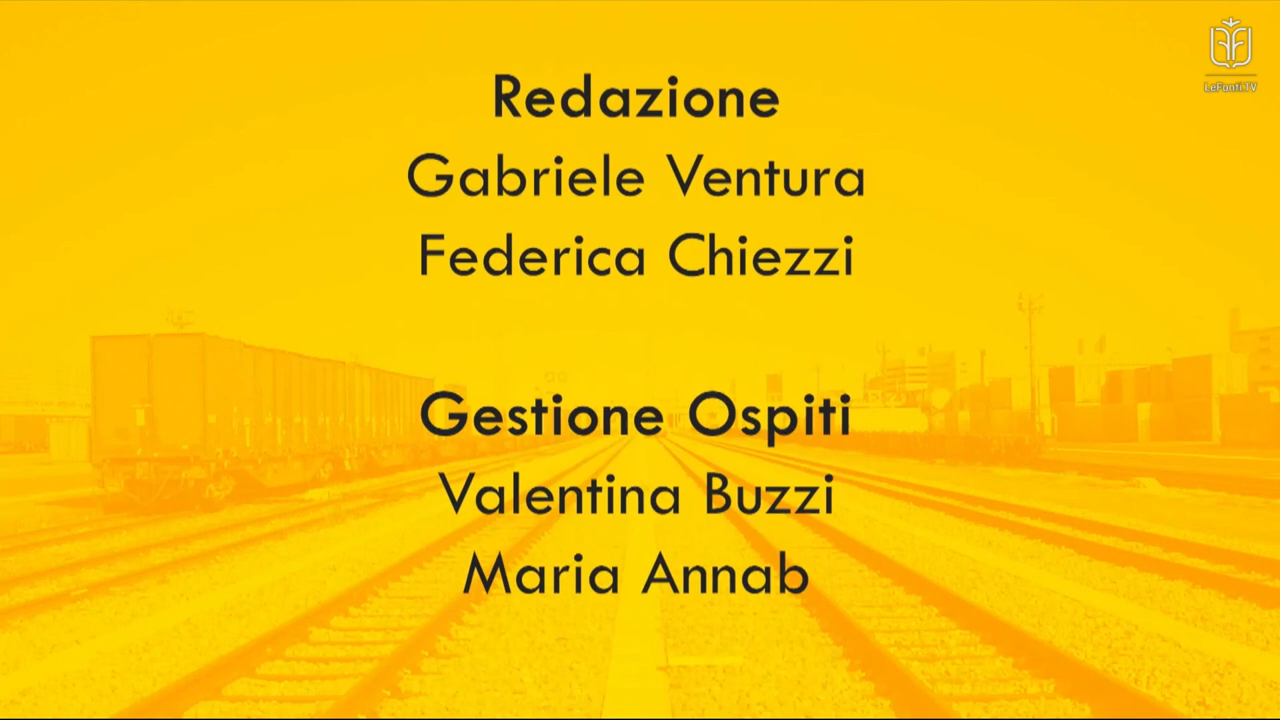 LeFonti.TV
Redazione
Gabriele Ventura
Federica Chiezzi
Gestione Ospiti
Valentina Buzzi
Maria Annab